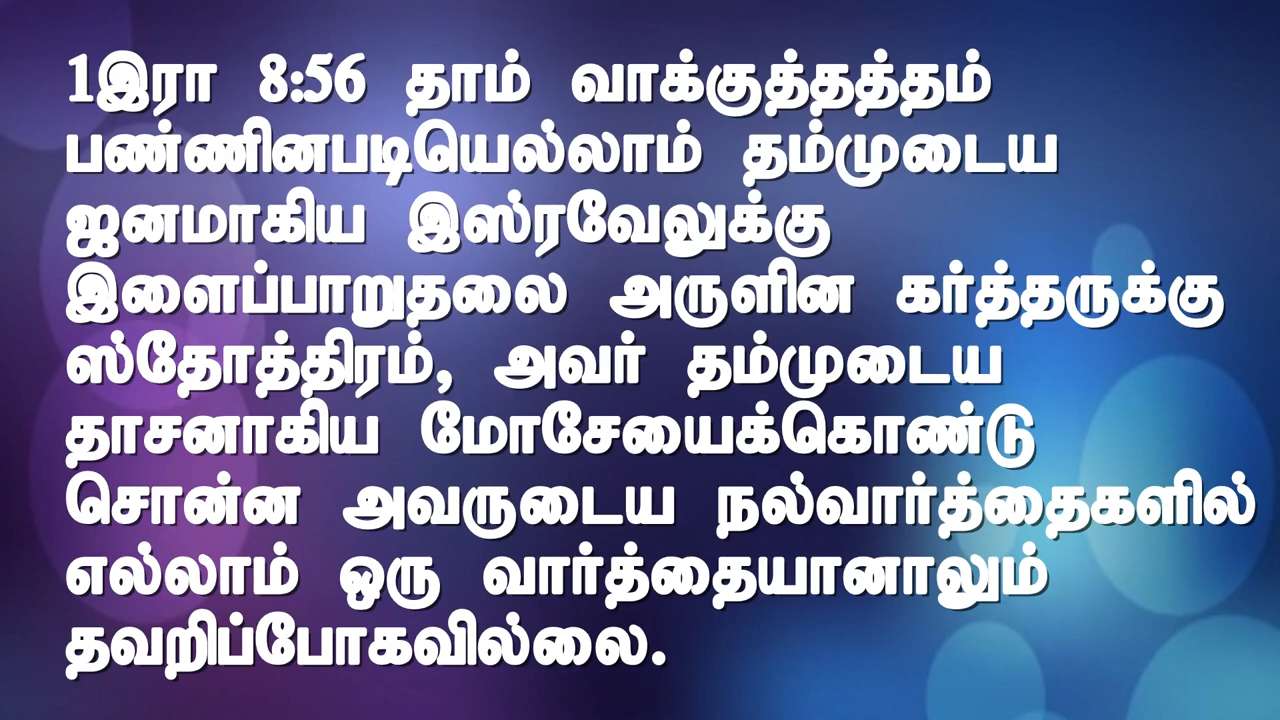 1இரா 8:56 தாம் வாக்குத்தத்தம்
பண்ணினபடியெல்லாம் தம்முடைய
ஜனமாகிய இஸ்ரவேலுக்கு
இளைப்பாறுதலை அருளின கர்த்தருக்கு
ஸ்தோத்திரம், அவர் தம்முடைய
தாசனாகிய மோசேயைக்கொண்டு
சொன்ன அவருடைய நல்வார்த்தைகளில்
எல்லாம் ஒரு வார்த்தையானாலும்
தவறிப்போகவில்லை.